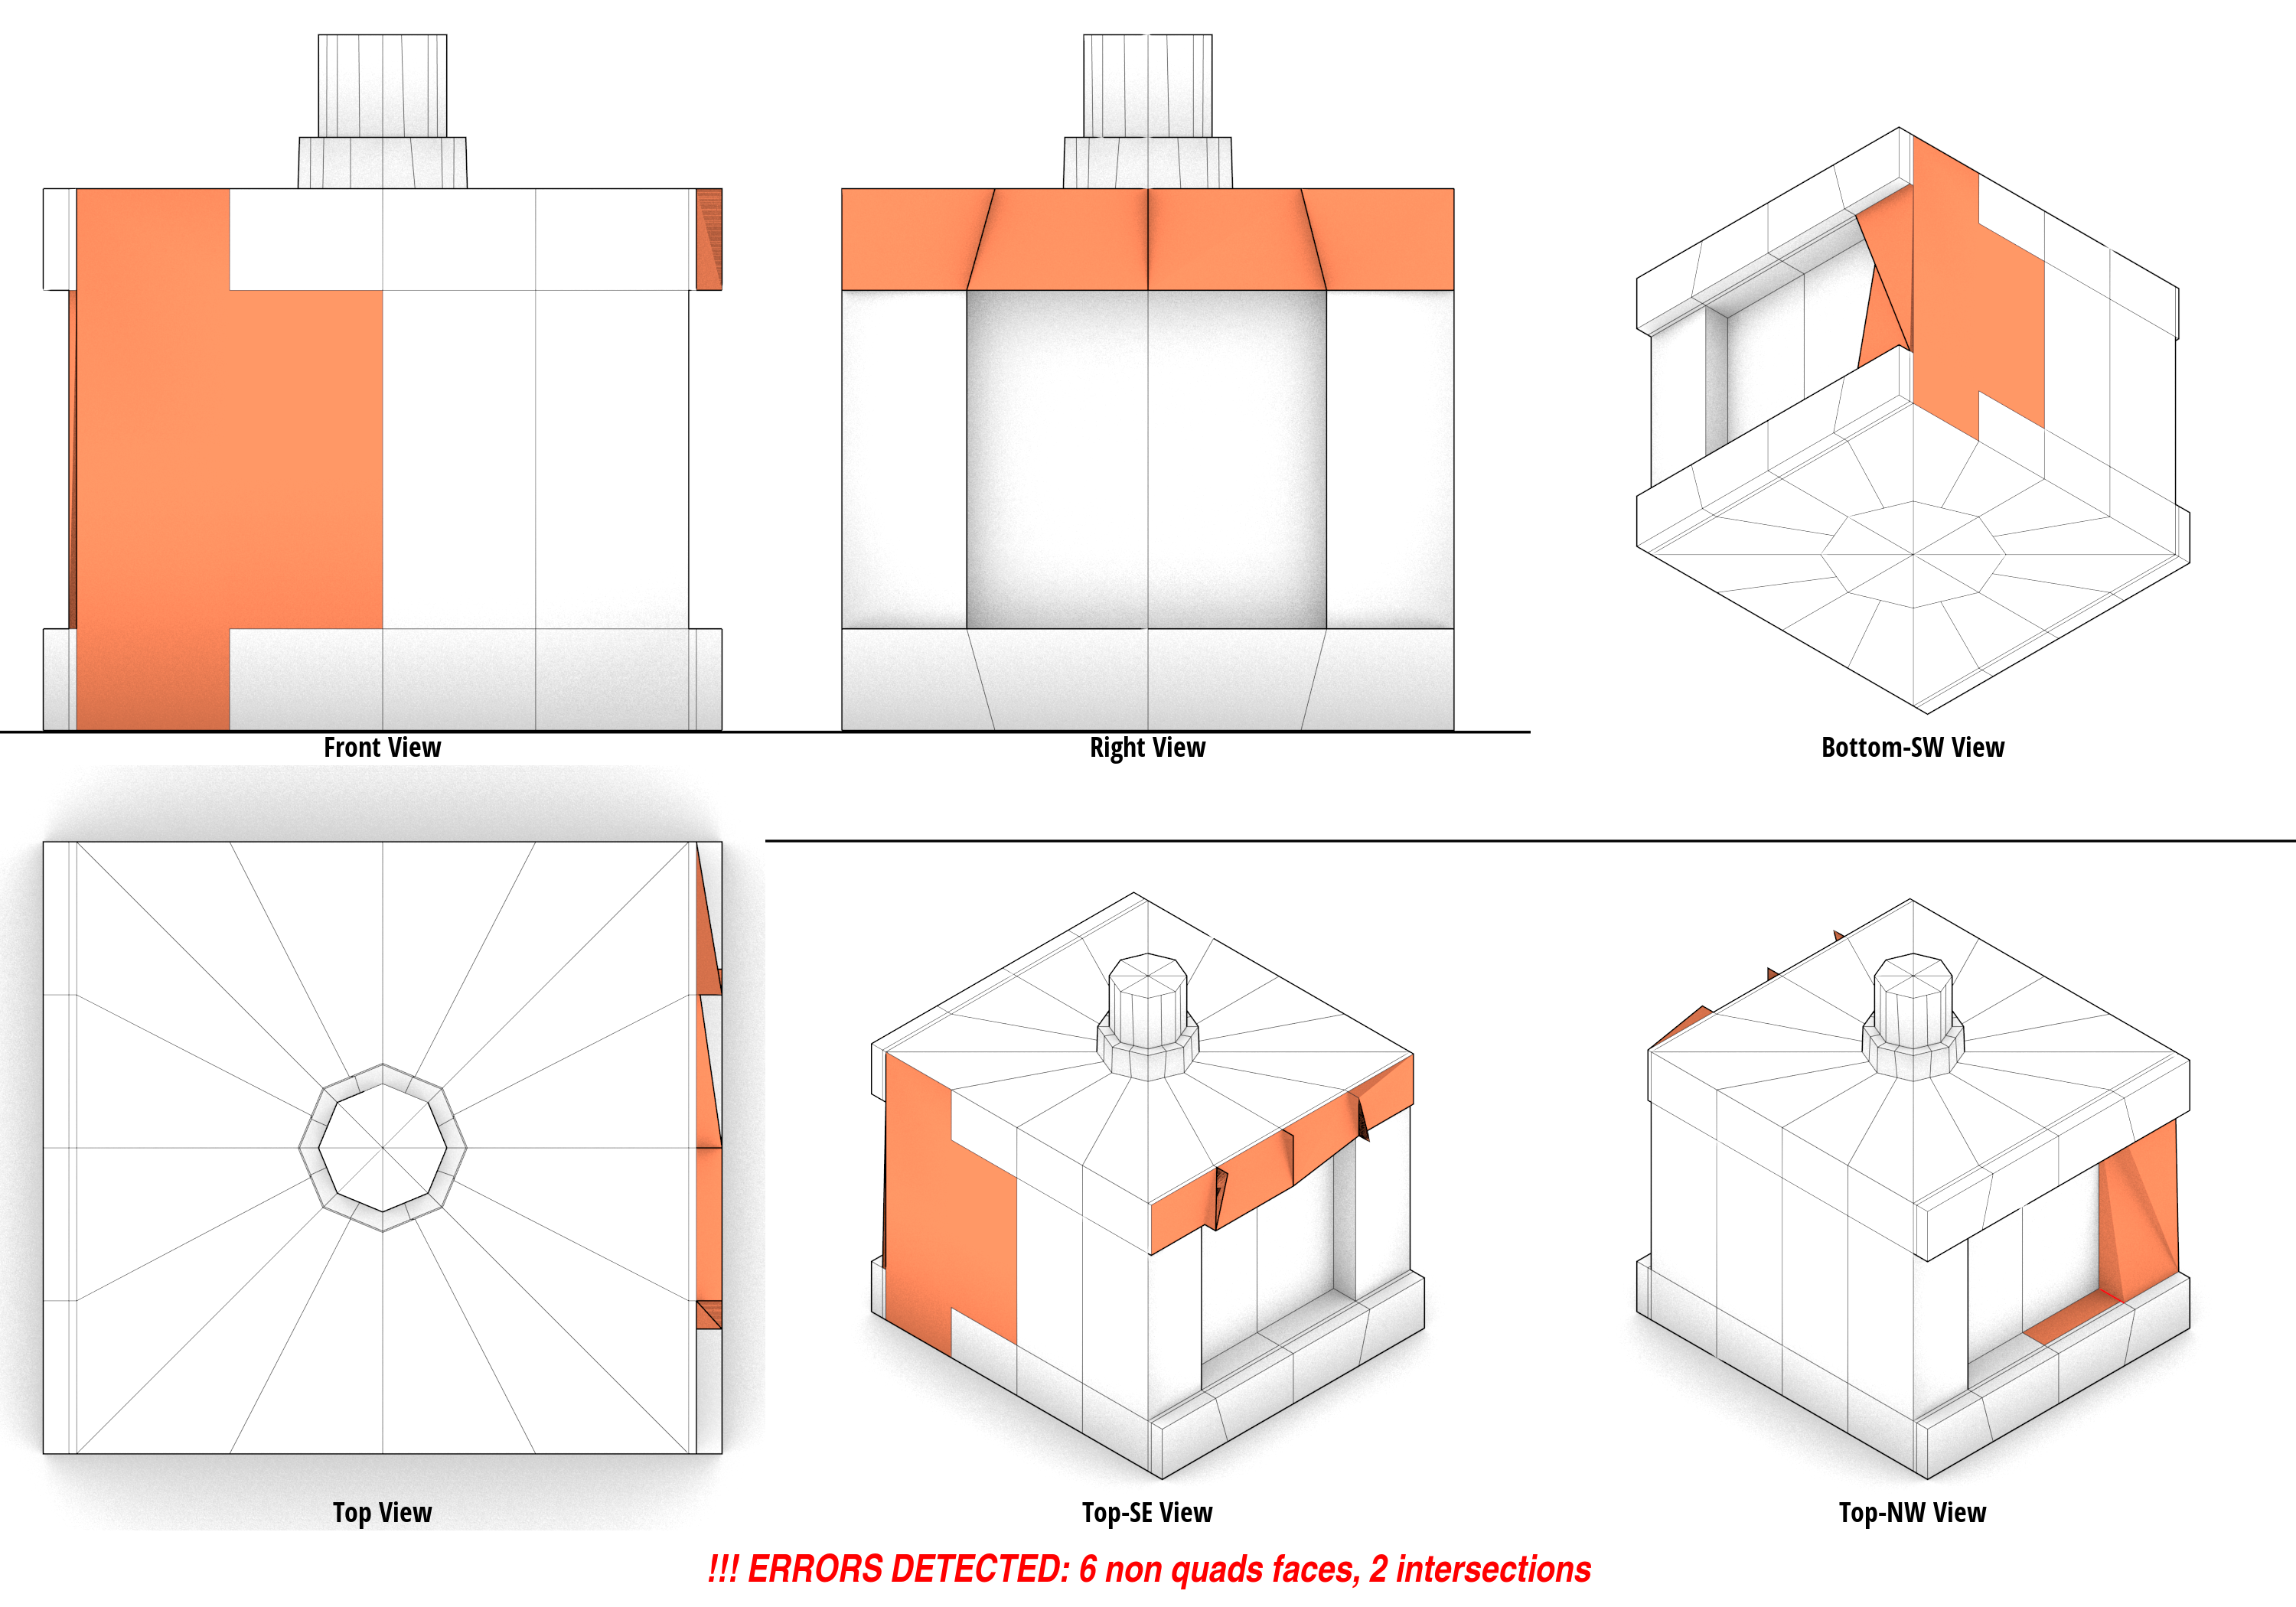 Front View
Right View
Bottom-SW View
Top View
Top-SE View
Top-NW View
!!! ERRORS DETECTED: 6 non quads faces, 2 intersections